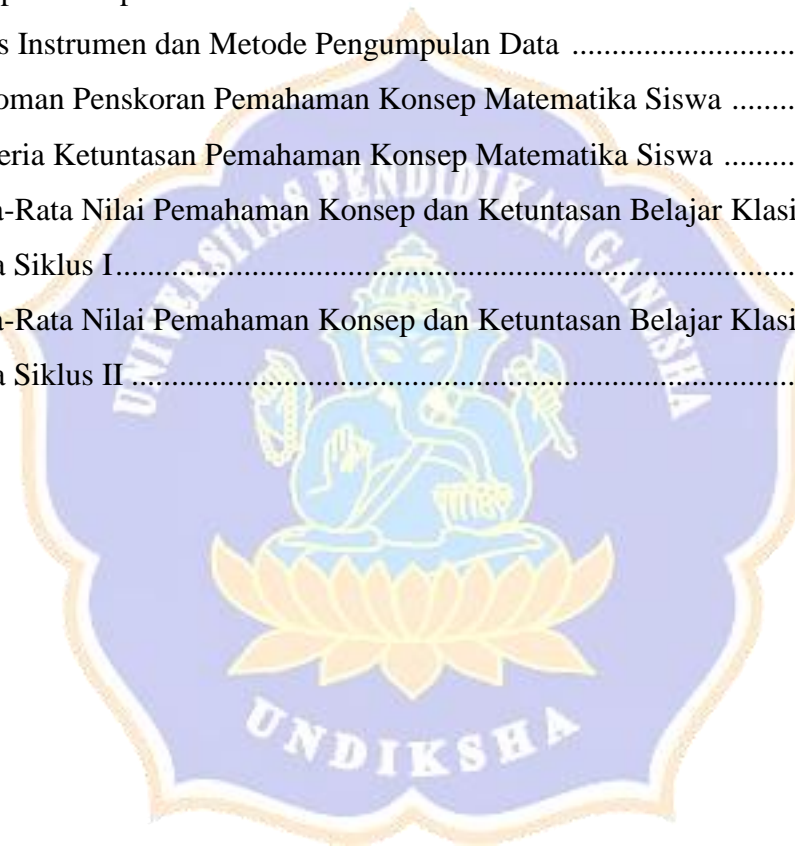 s Instrumen dan Metode Pengumpulan Data ..............................
oman Penskoran Pemahaman Konsep Matematika Siswa ........
eria Ketuntasan Pemahaman Konsep Matematika Siswa .........
a-Rata Nilai Pemahaman Konsep dan Ketuntasan Belajar Klasi
a Siklus I..........................................................................................
a-Rata Nilai Pemahaman Konsep dan Ketuntasan Belajar Klasi
a Siklus II ........................................................................................
UNIVERSITAS PENDIDIKAN GANESHA
UNDIKSHA